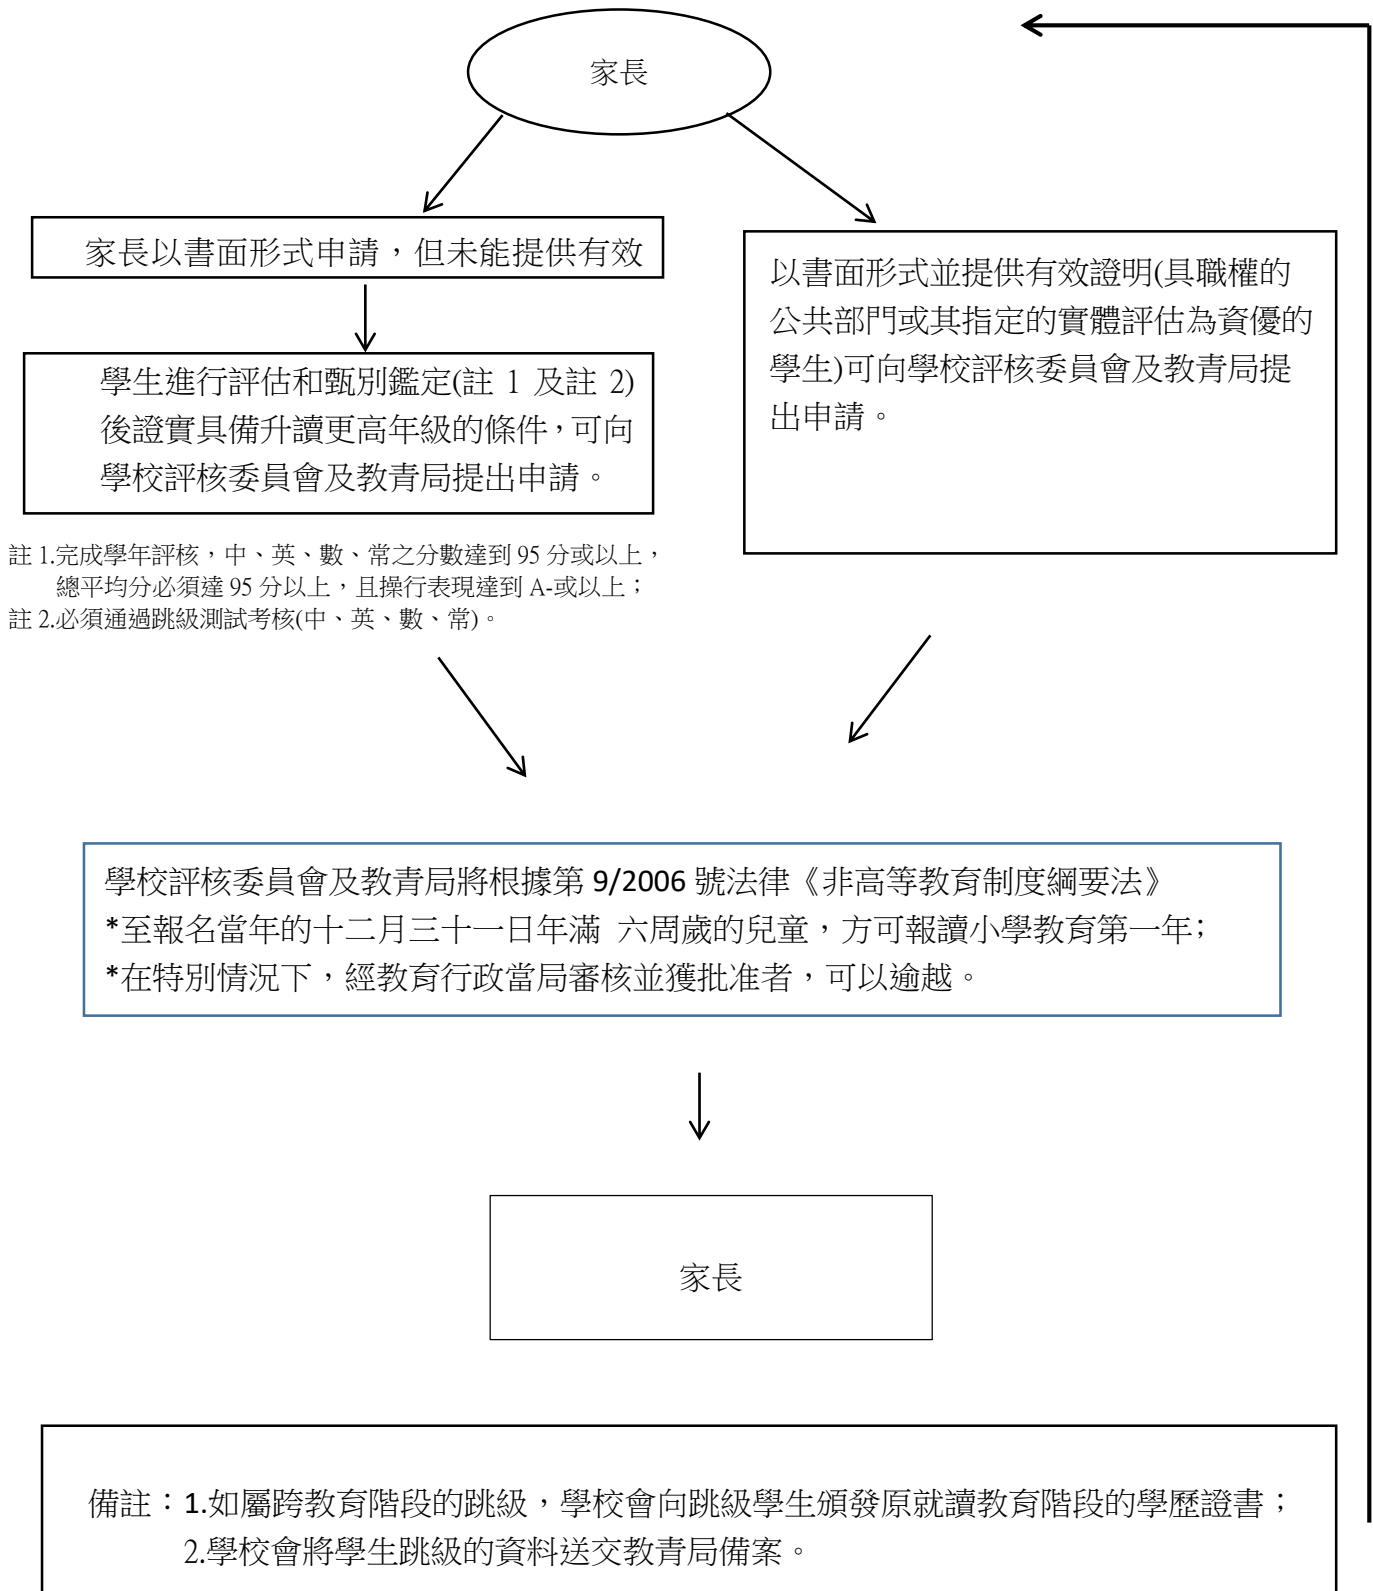 家長
家長以書面形式申請，但未能提供有效
學生進行評估和甄別鑑定(註 1 及註 2)
後證實具備升讀更高年級的條件，可向
學校評核委員會及教青局提出申請。
以書面形式並提供有效證明(具職權的
公共部門或其指定的實體評估為資優的
學生)可向學校評核委員會及教青局提
出申請。
註 1.完成學年評核，中、英、數、常之分數達到 95 分或以上，
總平均分必須達 95 分以上，且操行表現達到 A-或以上；
註 2.必須通過跳級測試考核(中、英、數、常)。
學校評核委員會及教青局將根據第 9/2006 號法律《非高等教育制度綱要法》
*至報名當年的十二月三十一日年滿 六周歲的兒童，方可報讀小學教育第一年;
*在特別情況下，經教育行政當局審核並獲批准者，可以逾越。
家長
備註：1.如屬跨教育階段的跳級，學校會向跳級學生頒發原就讀教育階段的學歷證書；
2.學校會將學生跳級的資料送交教青局備案。